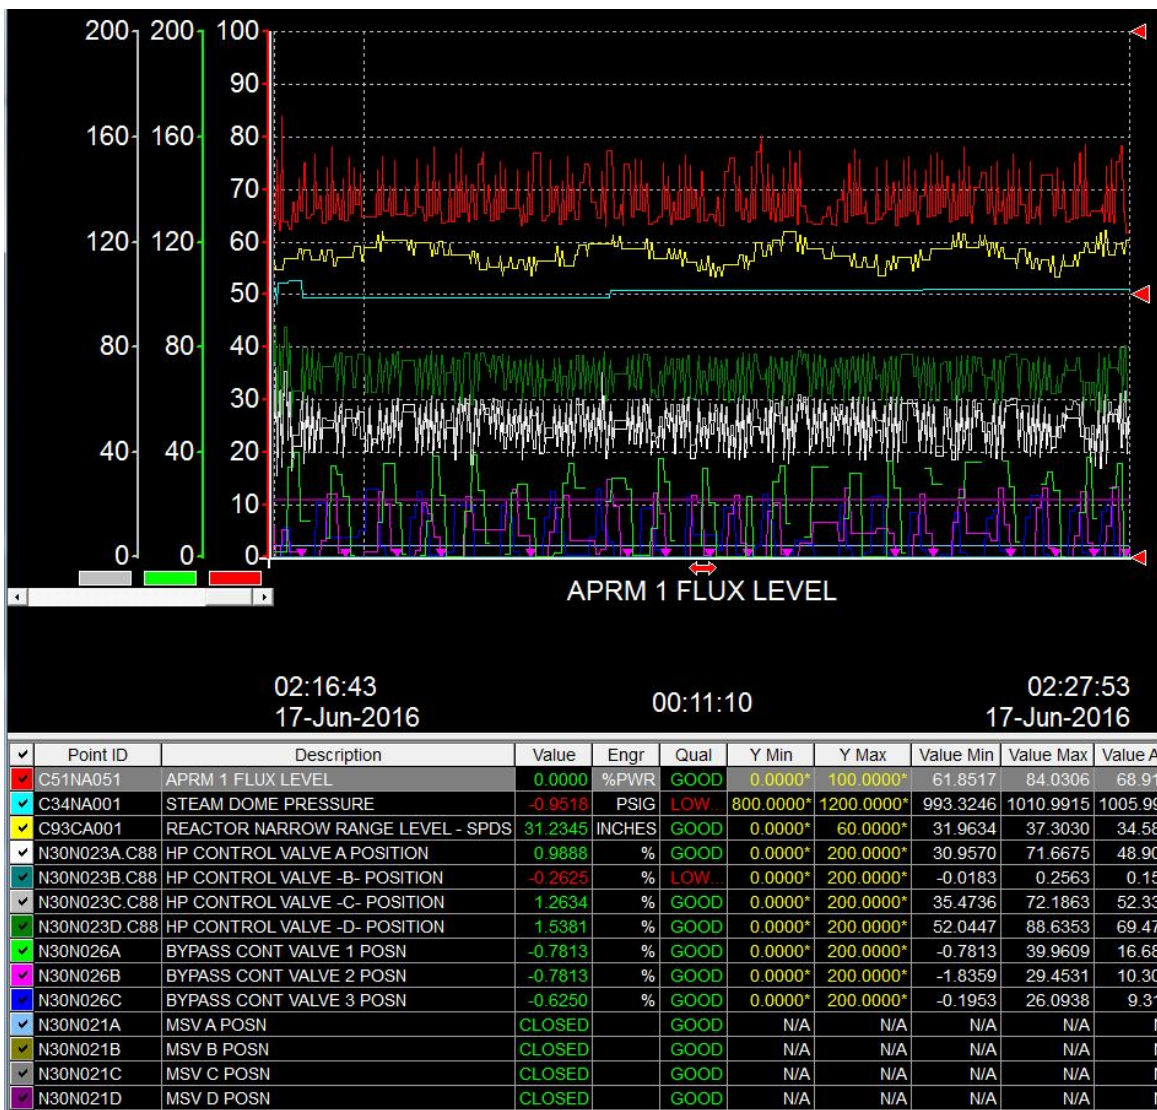 200 200 100
90
160 160 80
70
120 120 60
50
80 80 40
30
40 40 20
10
0 0 0
APRM 1 FLUX LEVEL
02:16:43 00:11:10 02:27:53
17-Jun-2016 17-Jun-2016
Point ID Description Value Engr Qual Y Min Y Max Value Min Value Max Value A
C51NA051 APRM 1 FLUX LEVEL 0.0000 %PWR GOOD 0.0000* 100.0000* 61.8517 84.0306 68.91
C34NA001 STEAM DOME PRESSURE -0.9518 PSIG LOW... 800.0000* 1200.0000* 993.3246 1010.9915 1005.99
C93CA001 REACTOR NARROW RANGE LEVEL - SPDS 31.2345 INCHES GOOD 0.0000* 60.0000* 31.9634 37.3030 34.58
N30N023A.C88 HP CONTROL VALVE A POSITION 0.9888 % GOOD 0.0000* 200.0000* 30.9570 71.6675 48.90
N30N023B.C88 HP CONTROL VALVE -B- POSITION -0.2625 % LOW... 0.0000* 200.0000* -0.0183 0.2563 0.15
N30N023C.C88 HP CONTROL VALVE -C- POSITION 1.2634 % GOOD 0.0000* 200.0000* 35.4736 72.1863 52.33
N30N023D.C88 HP CONTROL VALVE -D- POSITION 1.5381 % GOOD 0.0000* 200.0000* 52.0447 88.6353 69.47
N30N026A BYPASS CONT VALVE 1 POSN -0.7813 % GOOD 0.0000* 200.0000* -0.7813 39.9609 16.68
N30N026B BYPASS CONT VALVE 2 POSN -0.7813 % GOOD 0.0000* 200.0000* -1.8359 29.4531 10.30
N30N026C BYPASS CONT VALVE 3 POSN -0.6250 % GOOD 0.0000* 200.0000* -0.1953 26.0938 9.31
N30N021A MSV A POSN CLOSED GOOD N/A N/A N/A N/A
N30N021B MSV B POSN CLOSED GOOD N/A N/A N/A N/A
N30N021C MSV C POSN CLOSED GOOD N/A N/A N/A N/A
N30N021D MSV D POSN CLOSED GOOD N/A N/A N/A N/A